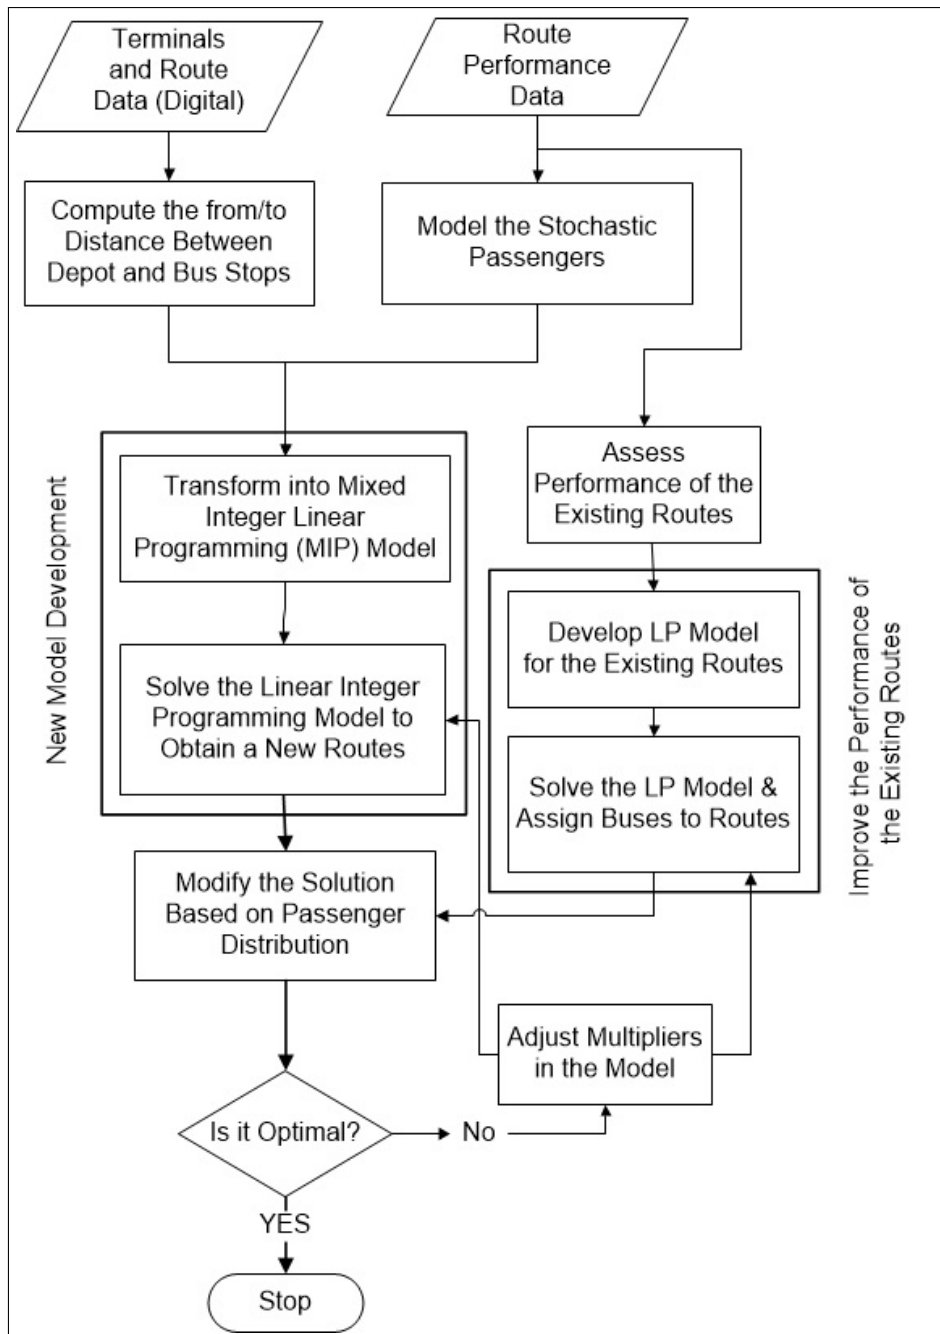 Terminals
and Route
Data (Digital)
Route
Performance
Data
Compute the from/to
Distance Between
Depot and Bus Stops
Model the Stochastic
Passengers
New Model Development
Transform into Mixed
Integer Linear
Programming (MIP) Model
Solve the Linear Integer
Programming Model to
Obtain a New Routes
Assess
Performance of the
Existing Routes
Develop LP Model
for the Existing Routes
Solve the LP Model &
Assign Buses to Routes
Improve the Performance of
the Existing Routes
Modify the Solution
Based on Passenger
Distribution
Adjust Multipliers
in the Model
Is it Optimal?
No
YES
Stop